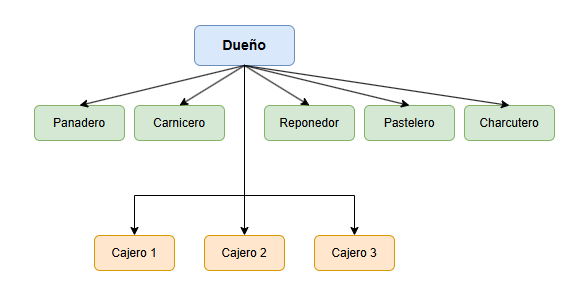 Dueño
Panadero
Carnicero
Reponedor
Pastelero
Charcutero
Cajero 1
Cajero 2
Cajero 3